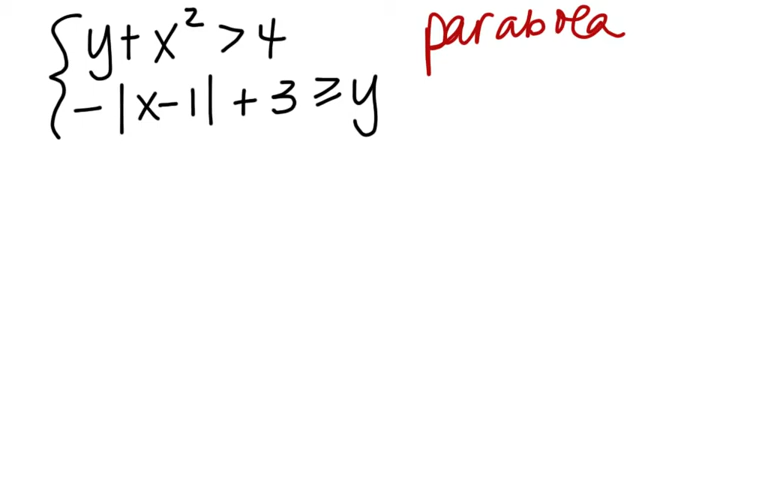 y + x² > 4
-|x - 1| + 3 ≥ y
parabola